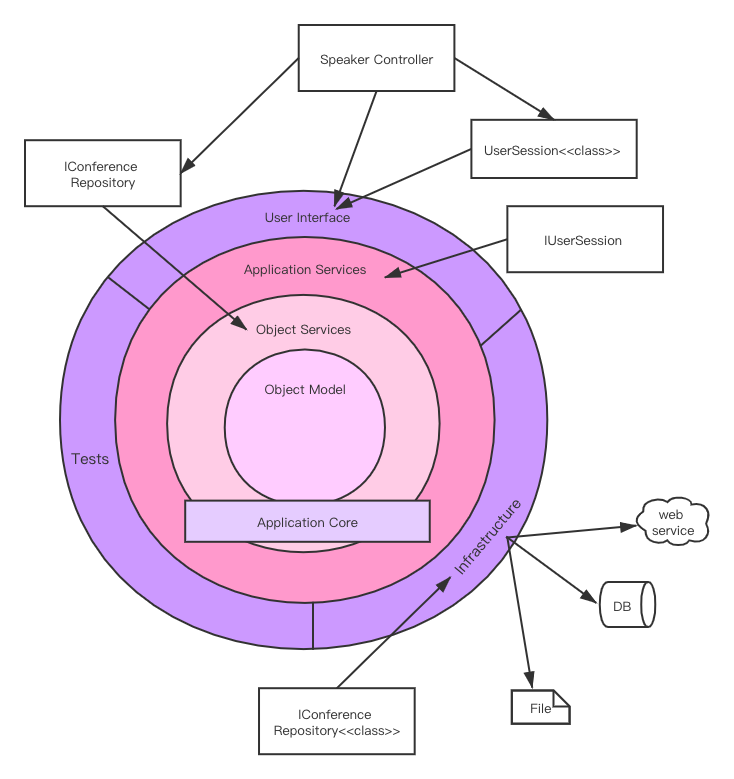 Speaker Controller
IConference
Repository
UserSession<<class>>
User Interface
IUserSession
Application Services
Object Services
Object Model
Tests
Application Core
Infrastructure
web
service
DB
File
IConference
Repository<<class>>